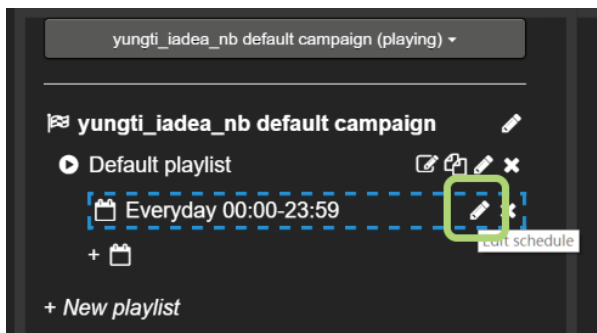 yungti_iadea_nb default campaign (playing)
yungti_iadea_nb default campaign
Default playlist
Everyday 00:00-23:59
Edit schedule
+
+ New playlist